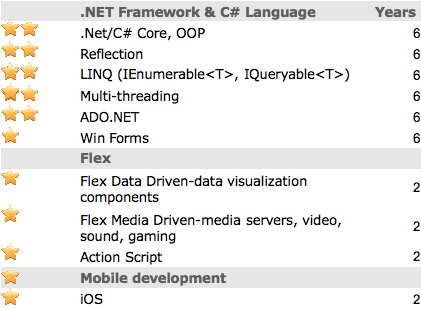 .NET Framework & C# Language Years
.Net/C# Core, OOP 6
Reflection 6
LINQ (IEnumerable<T>, IQueryable<T>) 6
Multi-threading 6
ADO.NET 6
Win Forms 6
Flex
Flex Data Driven-data visualization
components 2
Flex Media Driven-media servers, video,
sound, gaming 2
Action Script 2
Mobile development
iOS 2